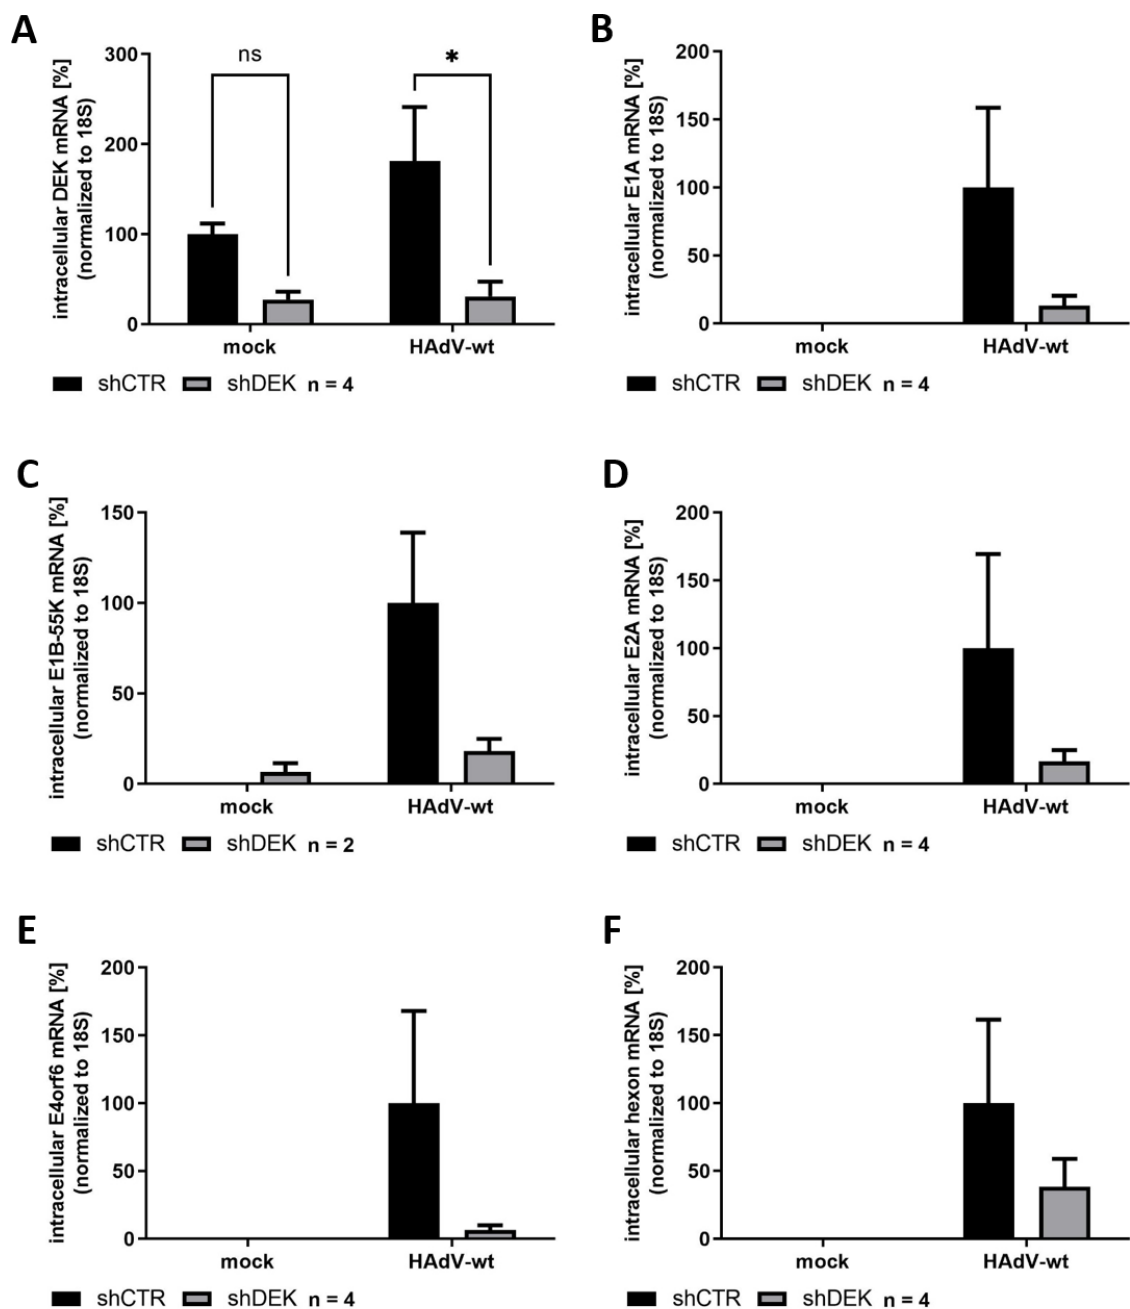 A
intracellular DEK mRNA [%]
(normalized to 18S)
300
200
100
0
ns
*
mock
HAdV-wt
shCTR shDEK n = 4
B
intracellular E1A mRNA [%]
(normalized to 18S)
200
150
100
50
0
mock
HAdV-wt
shCTR shDEK n = 4
C
intracellular E1B-55K mRNA [%]
(normalized to 18S)
150
100
50
0
mock
HAdV-wt
shCTR shDEK n = 2
D
intracellular E2A mRNA [%]
(normalized to 18S)
200
150
100
50
0
mock
HAdV-wt
shCTR shDEK n = 4
E
intracellular E4orf6 mRNA [%]
(normalized to 18S)
200
150
100
50
0
mock
HAdV-wt
shCTR shDEK n = 4
F
intracellular hexon mRNA [%]
(normalized to 18S)
200
150
100
50
0
mock
HAdV-wt
shCTR shDEK n = 4